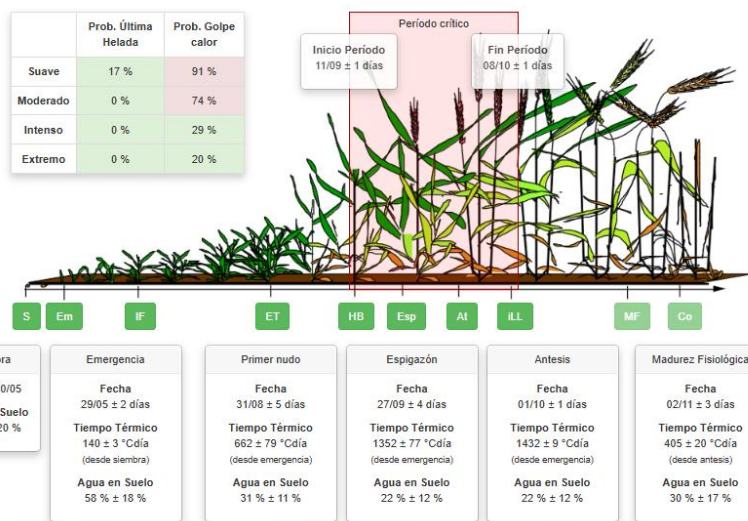 Prob. Última Helada
Prob. Golpe calor
Suave 17 % 91 %
Moderado 0 % 74 %
Intenso 0 % 29 %
Extremo 0 % 20 %
Período crítico
Inicio Período
11/09 ± 1 días
Fin Período
08/10 ± 1 días
S Em IF ET HB Esp At iLL MF Co
ora
0/05
Suelo
20 %
Emergencia
Fecha
29/05 ± 2 días
Tiempo Térmico
140 ± 3 °Cdía
(desde siembra)
Agua en Suelo
58 % ± 18 %
Primer nudo
Fecha
31/08 ± 5 días
Tiempo Térmico
662 ± 79 °Cdía
(desde emergencia)
Agua en Suelo
31 % ± 11 %
Espigazón
Fecha
27/09 ± 4 días
Tiempo Térmico
1352 ± 77 °Cdía
(desde emergencia)
Agua en Suelo
22 % ± 12 %
Antesis
Fecha
01/10 ± 1 días
Tiempo Térmico
1432 ± 9 °Cdía
(desde emergencia)
Agua en Suelo
22 % ± 12 %
Madurez Fisiológica
Fecha
02/11 ± 3 días
Tiempo Térmico
405 ± 20 °Cdía
(desde antesis)
Agua en Suelo
30 % ± 17 %